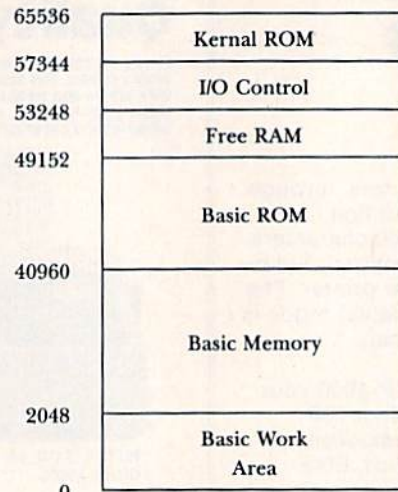 65536
Kernal ROM
57344
I/O Control
53248
Free RAM
49152
Basic ROM
40960
Basic Memory
2048
Basic Work
Area
0